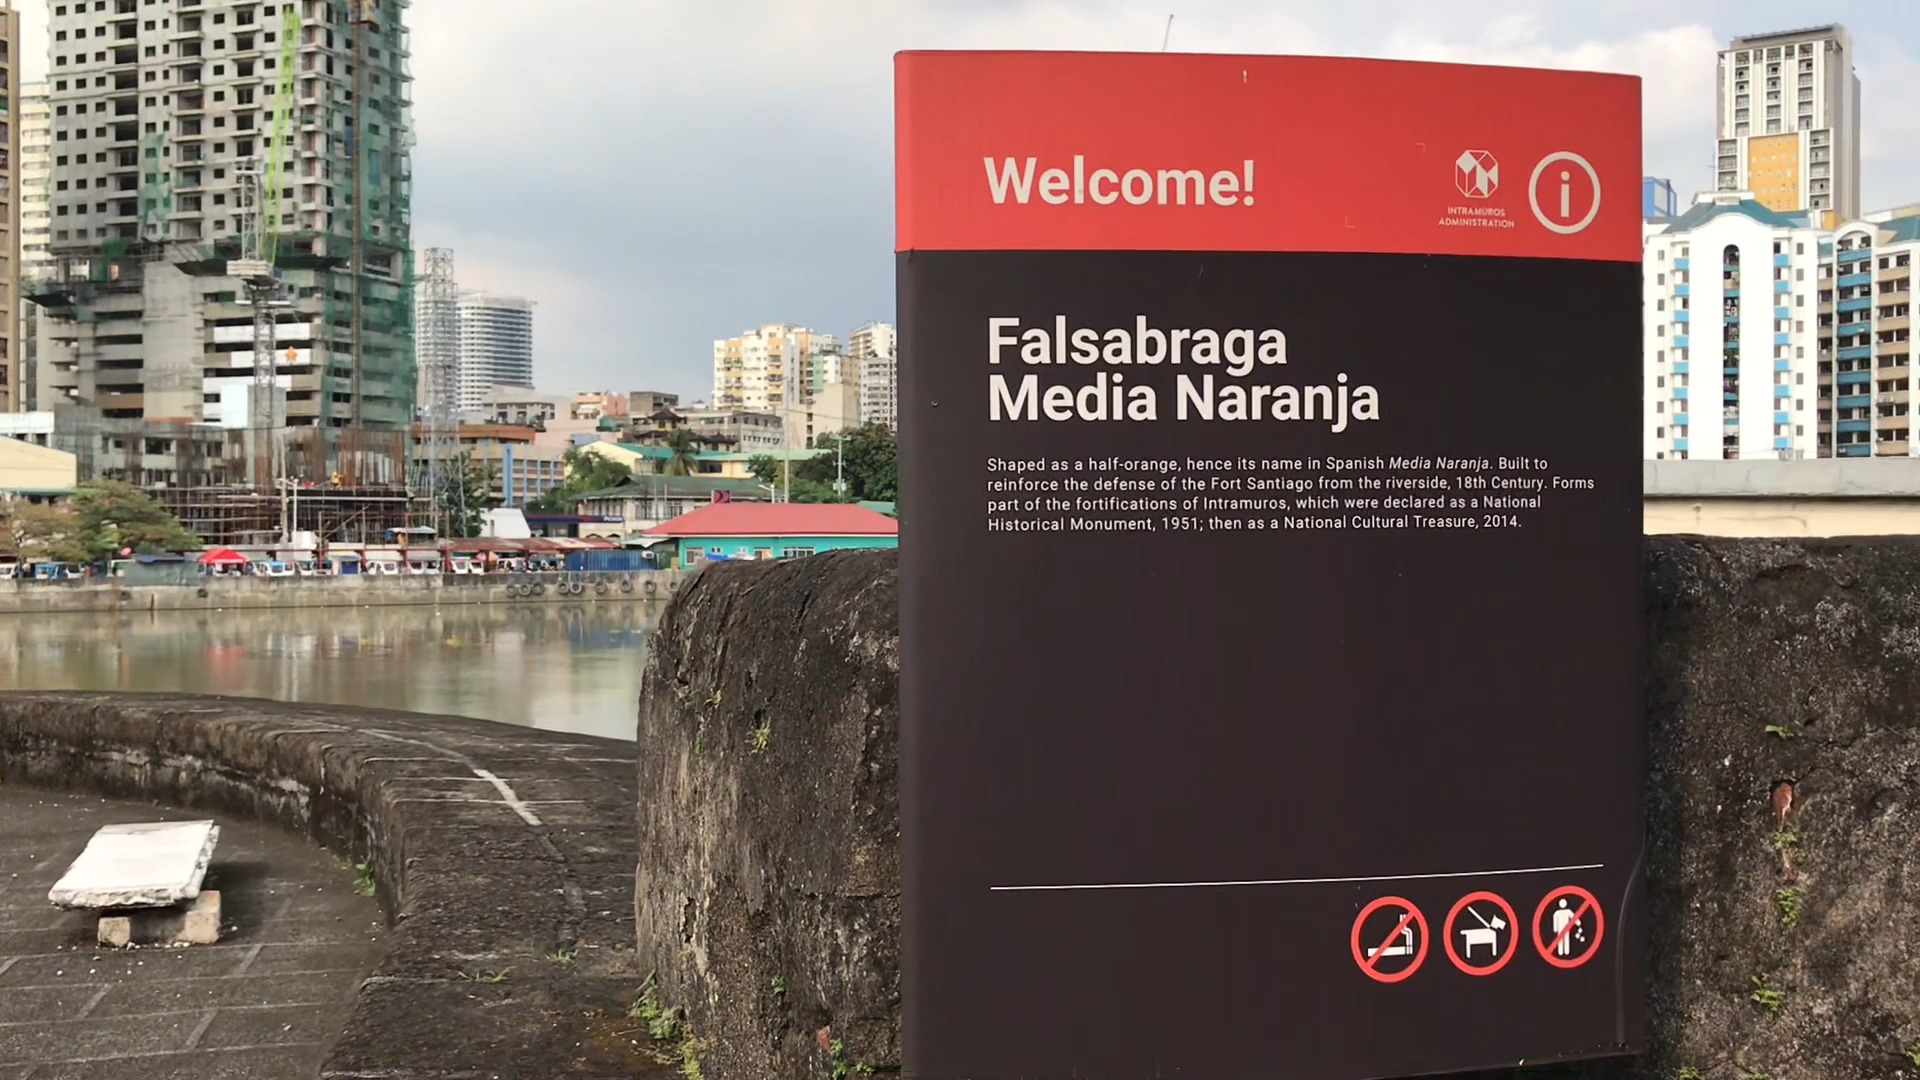 Welcome!
INTRAMUROS
ADMINISTRATION
Falsabraga
Media Naranja
Shaped as a half-orange, hence its name in Spanish Media Naranja. Built to
reinforce the defense of the Fort Santiago from the riverside, 18th Century. Forms
part of the fortifications of Intramuros, which were declared as a National
Historical Monument, 1951; then as a National Cultural Treasure, 2014.